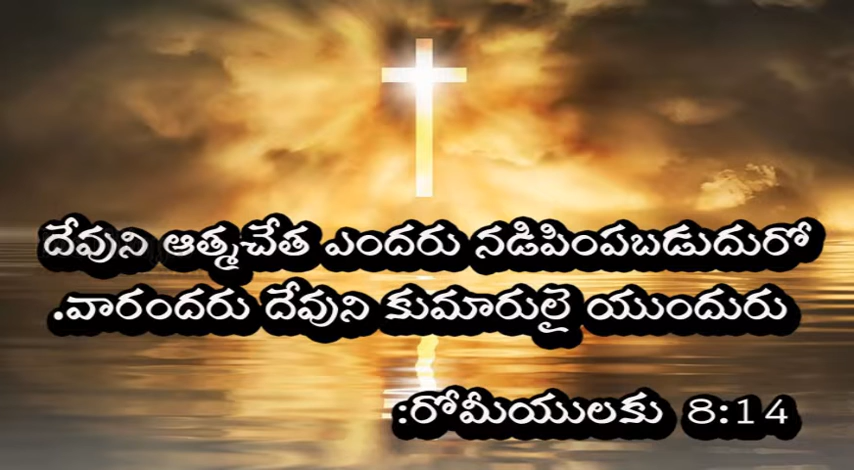 దేవుని ఆత్మచేత ఎందరు నడిపింపబడుదురో
.వారందరు దేవుని కుమారులై యుందురు
:రోమీయులకు 8:14